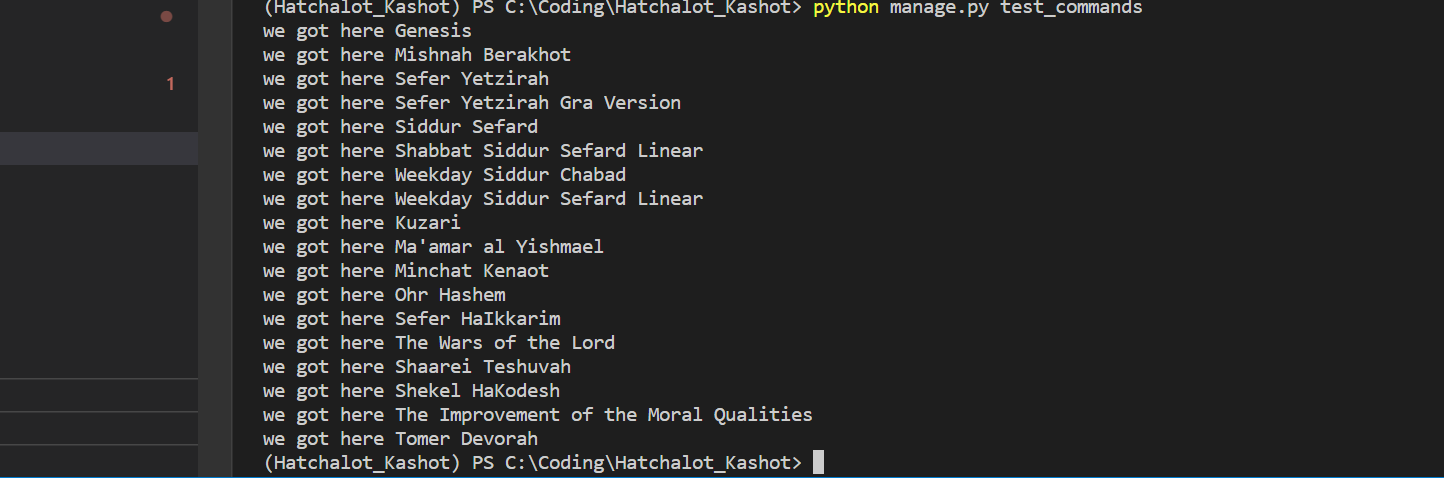 (Hatchalot_Kashot) PS C:\Coding\Hatchalot_Kashot> python manage.py test_commands
we got here Genesis
we got here Mishnah Berakhot
1
we got here Sefer Yetzirah
we got here Sefer Yetzirah Gra Version
we got here Siddur Sefard
we got here Shabbat Siddur Sefard Linear
we got here Weekday Siddur Chabad
we got here Weekday Siddur Sefard Linear
we got here Kuzari
we got here Ma'amar al Yishmael
we got here Minchat Kenaot
we got here Ohr Hashem
we got here Sefer HaIkkarim
we got here The Wars of the Lord
we got here Shaarei Teshuvah
we got here Shekel HaKodesh
we got here The Improvement of the Moral Qualities
we got here Tomer Devorah
(Hatchalot_Kashot) PS C:\Coding\Hatchalot_Kashot>